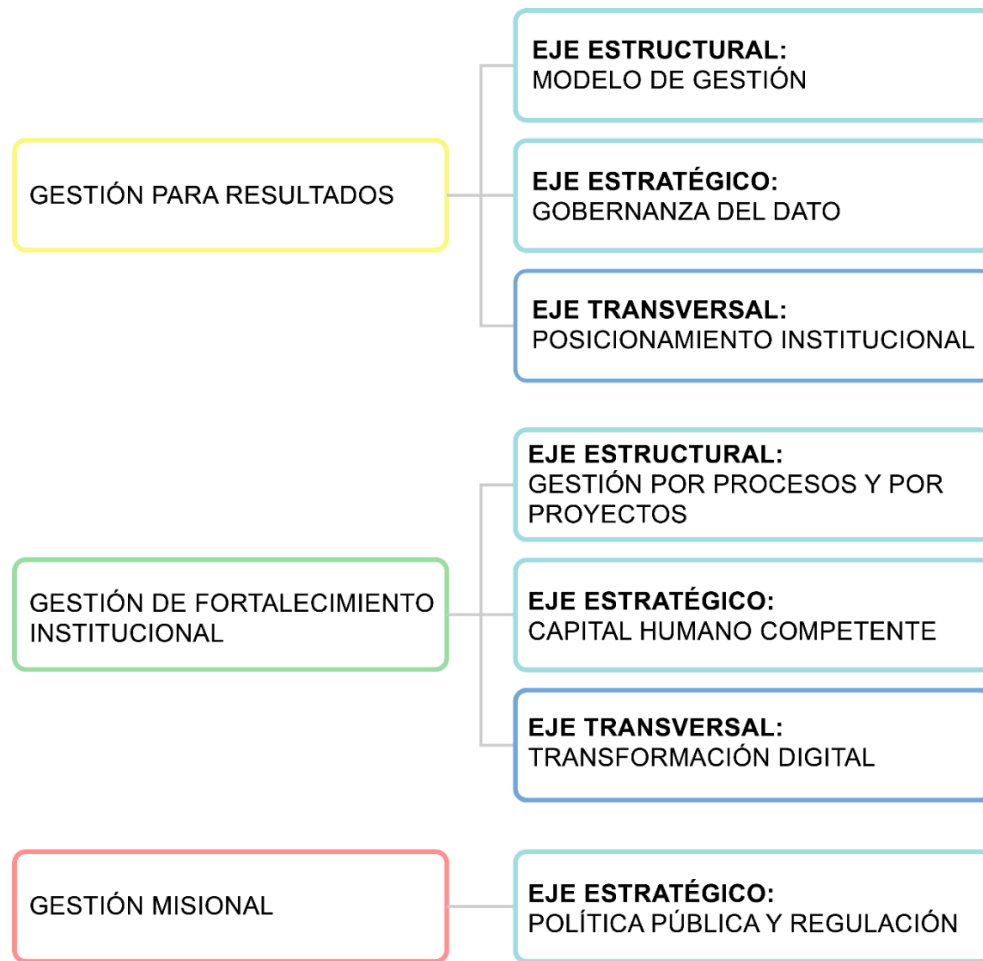 GESTIÓN PARA RESULTADOS
EJE ESTRUCTURAL:
MODELO DE GESTIÓN
EJE ESTRATÉGICO:
GOBERNANZA DEL DATO
EJE TRANSVERSAL:
POSICIONAMIENTO INSTITUCIONAL
GESTIÓN DE FORTALECIMIENTO
INSTITUCIONAL
EJE ESTRUCTURAL:
GESTIÓN POR PROCESOS Y POR
PROYECTOS
EJE ESTRATÉGICO:
CAPITAL HUMANO COMPETENTE
EJE TRANSVERSAL:
TRANSFORMACIÓN DIGITAL
GESTIÓN MISIONAL
EJE ESTRATÉGICO:
POLÍTICA PÚBLICA Y REGULACIÓN